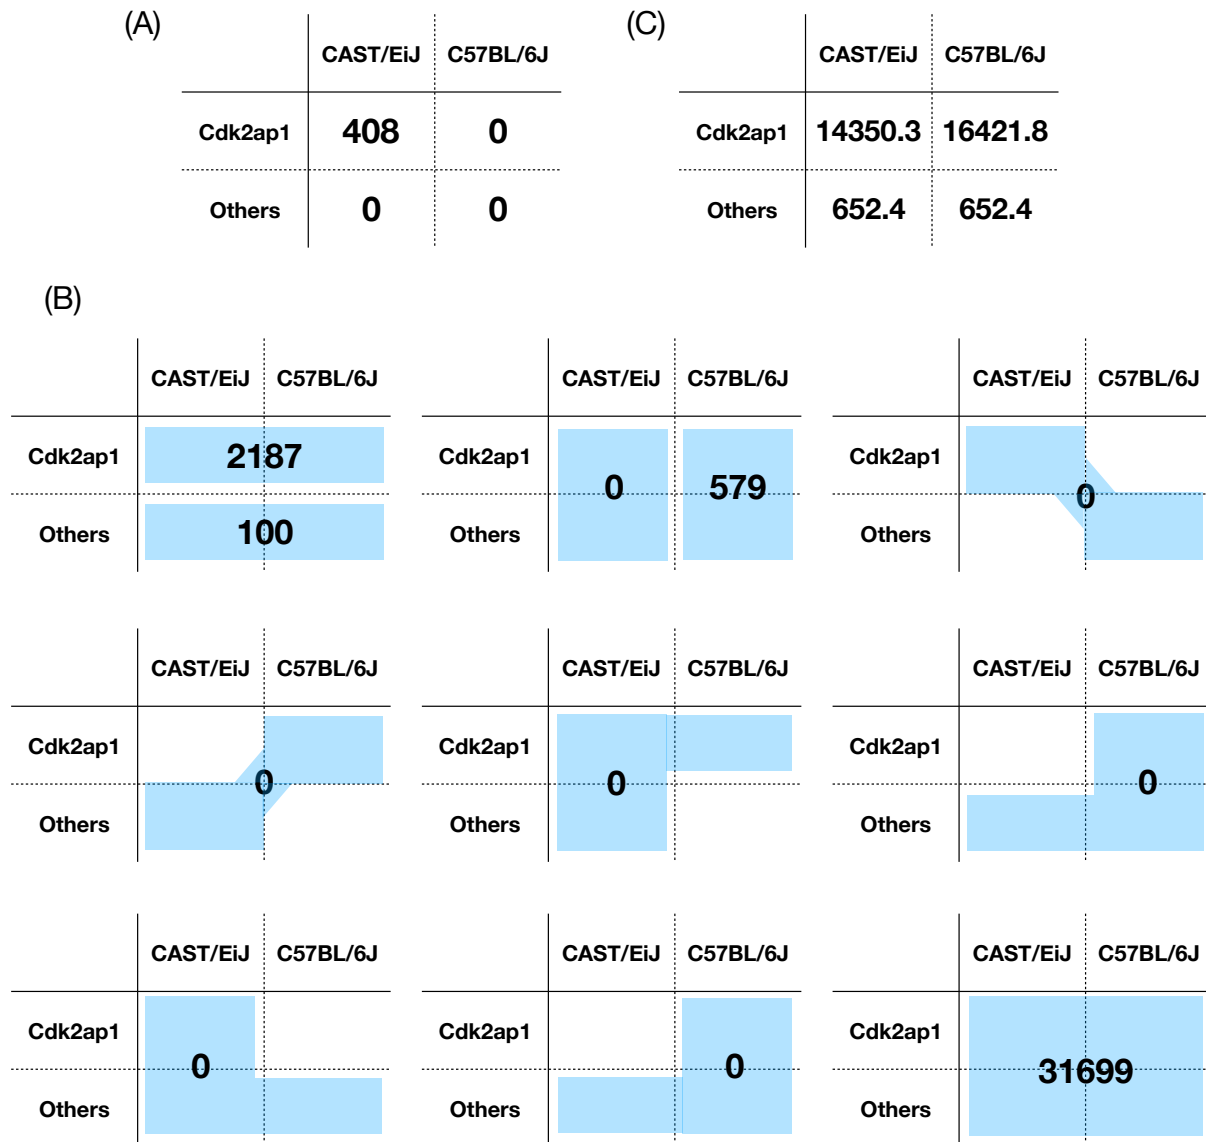 (A)
CAST/EiJ C57BL/6J
Cdk2ap1 408 0
Others 0 0
(C)
CAST/EiJ C57BL/6J
Cdk2ap1 14350.3 16421.8
Others 652.4 652.4
(B)
CAST/EiJ C57BL/6J
Cdk2ap1 2187
Others 100
CAST/EiJ C57BL/6J
Cdk2ap1 0 579
Others
CAST/EiJ C57BL/6J
Cdk2ap1
0
Others
CAST/EiJ C57BL/6J
Cdk2ap1
0
Others
CAST/EiJ C57BL/6J
Cdk2ap1
0
Others
CAST/EiJ C57BL/6J
Cdk2ap1
0
Others
CAST/EiJ C57BL/6J
Cdk2ap1
0
Others
CAST/EiJ C57BL/6J
Cdk2ap1
0
Others
CAST/EiJ C57BL/6J
Cdk2ap1
31699
Others